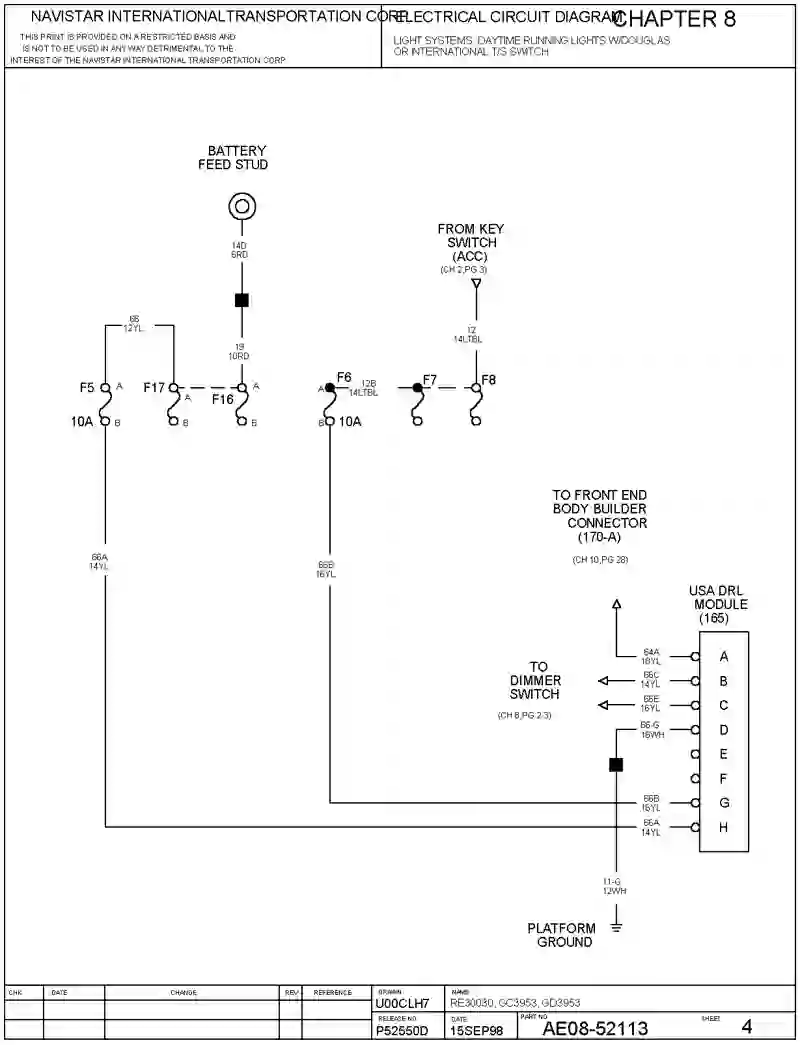 NAVISTAR INTERNATIONAL TRANSPORTATION CORP.
THIS PRINT IS PROVIDED ON A RESTRICTED BASIS AND
IS NOT TO BE USED IN ANY WAY DETRIMENTAL TO THE
INTEREST OF THE NAVISTAR INTERNATIONAL TRANSPORTATION CORP
ELECTRICAL CIRCUIT DIAGRAM
CHAPTER 8
LIGHT SYSTEMS DAYTIME RUNNING LIGHTS W/DOUGLAS
OR INTERNATIONAL T/S SWITCH
BATTERY
FEED STUD
14D
6RD
19
10RD
FROM KEY
SWITCH
(ACC)
(CH 2,PG 3)
12
14LTBL
66
12YL
F5 A
F17 A
F16 A
10A B
B
B
F6
A
12B
14LTBL
F7
F8
B 10A
66A
14YL
66B
16YL
TO FRONT END
BODY BUILDER
CONNECTOR
(170-A)
(CH 10,PG 28)
USA DRL
MODULE
(165)
TO
DIMMER
SWITCH
(CH 8,PG 2-3)
64A
18YL
A
66C
14YL
B
66E
16YL
C
66-G
16WH
D
E
F
66B
16YL
G
66A
14YL
H
11-G
12WH
PLATFORM
GROUND
CHK
DATE
CHANGE
REV
REFERENCE
DRAWN
U00CLH7
NAME
RE30030, GC3953, GD3953
RELEASE NO.
P52550D
DATE
15SEP98
PART NO
AE08-52113
SHEET
4